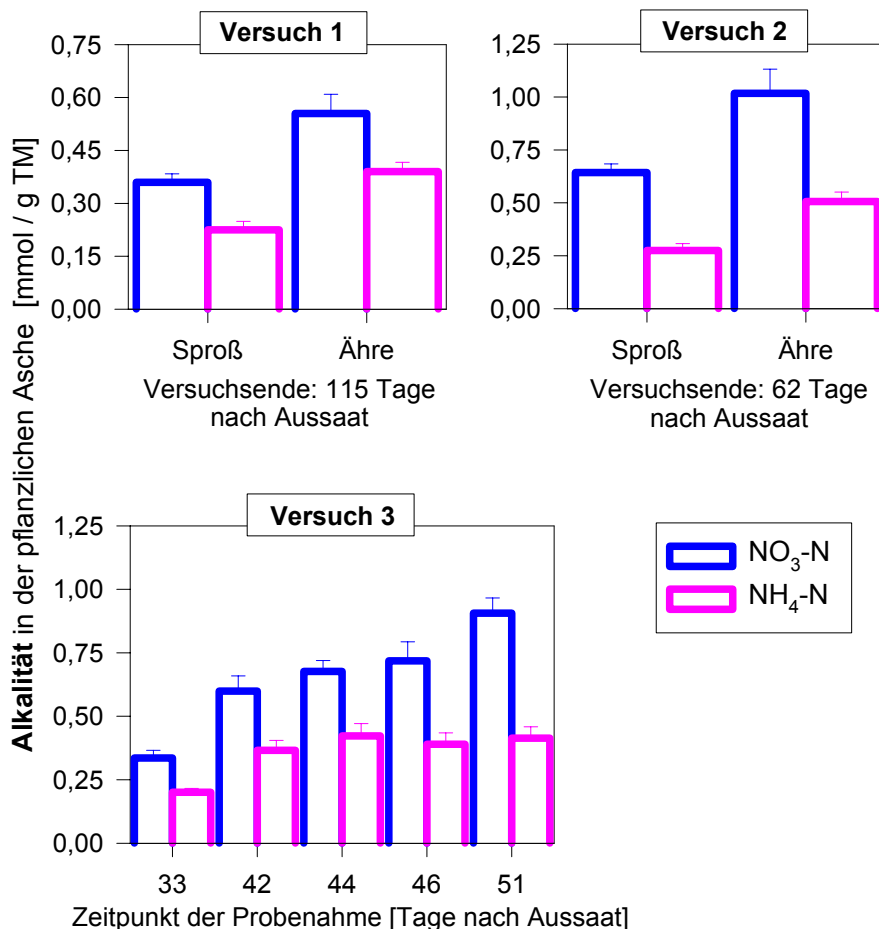 Alkalität in der pflanzlichen Asche [mmol / g TM]
Versuch 1
0,75
0,60
0,45
0,30
0,15
0,00
Sproß Ähre
Versuchsende: 115 Tage
nach Aussaat
Versuch 2
1,25
1,00
0,75
0,50
0,25
0,00
Sproß Ähre
Versuchsende: 62 Tage
nach Aussaat
Versuch 3
1,25
1,00
0,75
0,50
0,25
0,00
33 42 44 46 51
Zeitpunkt der Probenahme [Tage nach Aussaat]
NO₃-N
NH₄-N